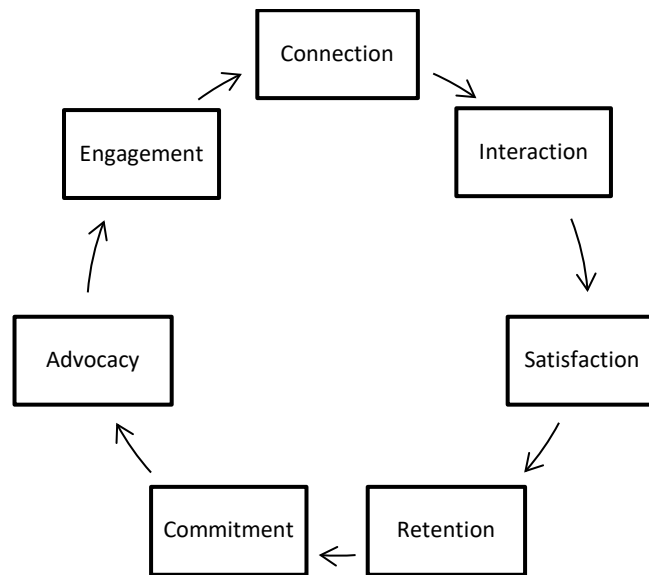 Connection
Interaction
Satisfaction
Retention
Commitment
Advocacy
Engagement